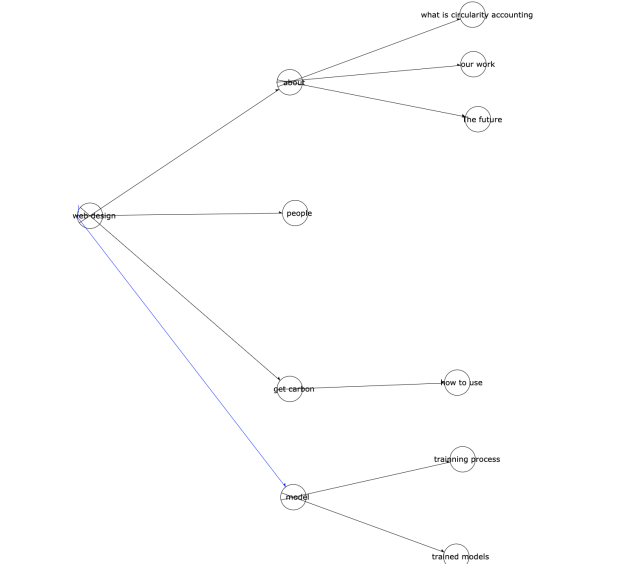 what is circularity accounting
our work
about
The future
people
web design
how to use
get carbon
trainning process
model
trained models